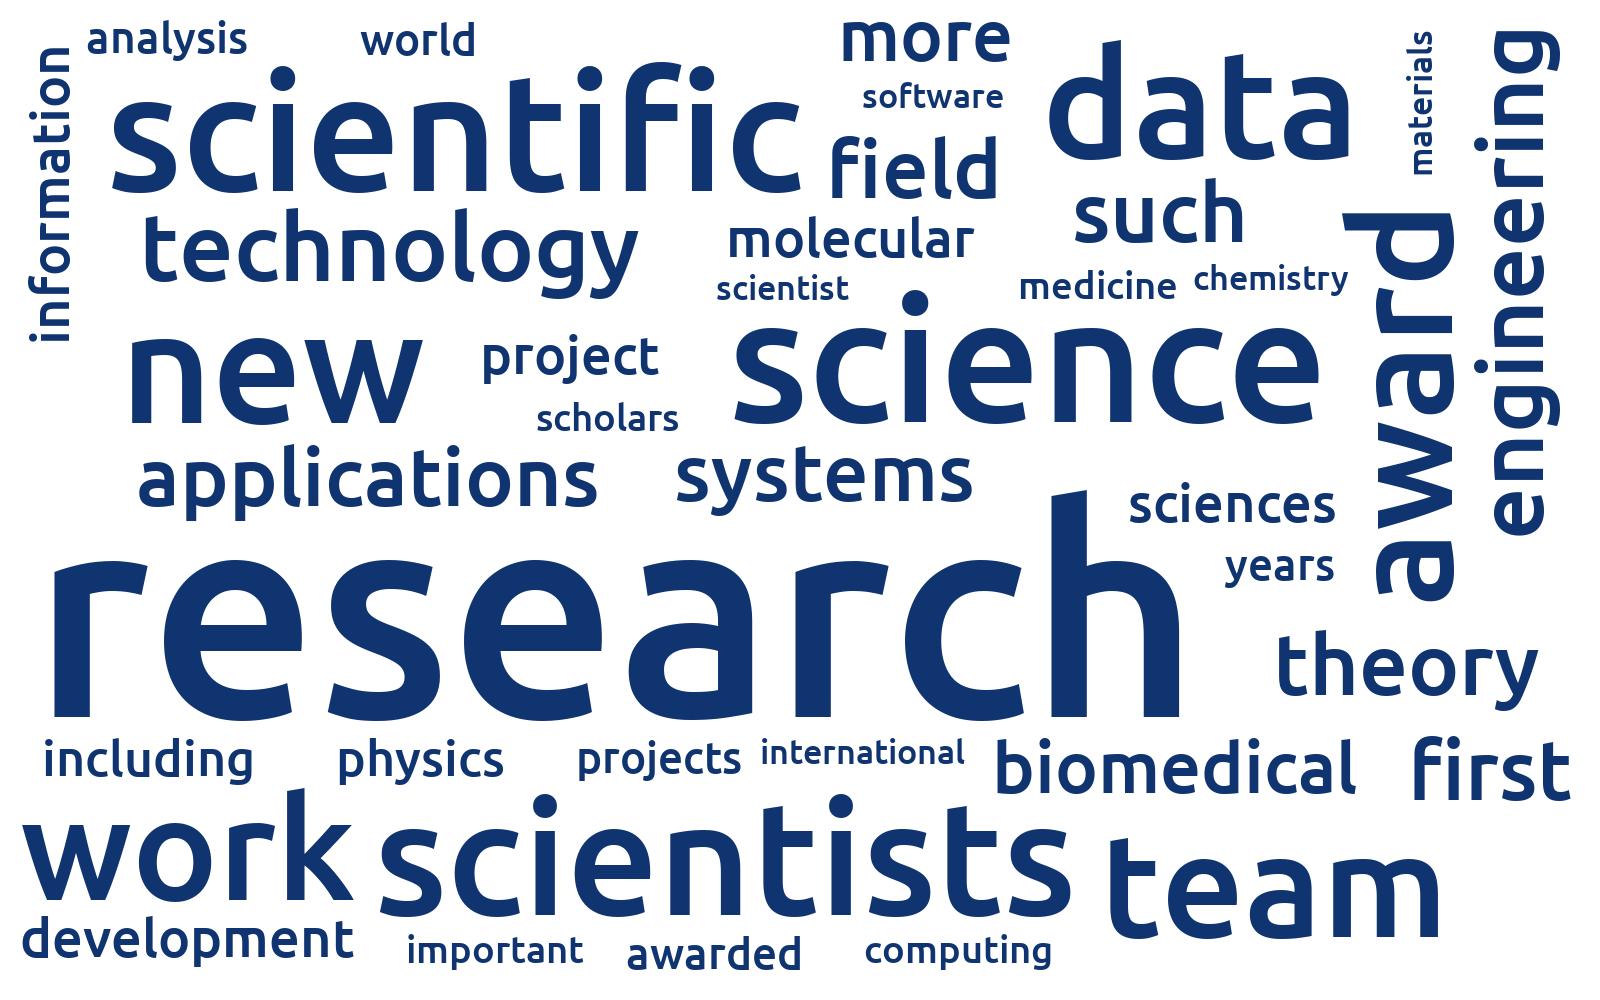 analysis
world
more
information
scientific
software
data
materials
engineering
field
technology
molecular
such
award
scientist
medicine
chemistry
new
project
science
scholars
applications
systems
sciences
research
years
theory
including
physics
projects
international
biomedical
first
work
scientists
team
development
important
awarded
computing